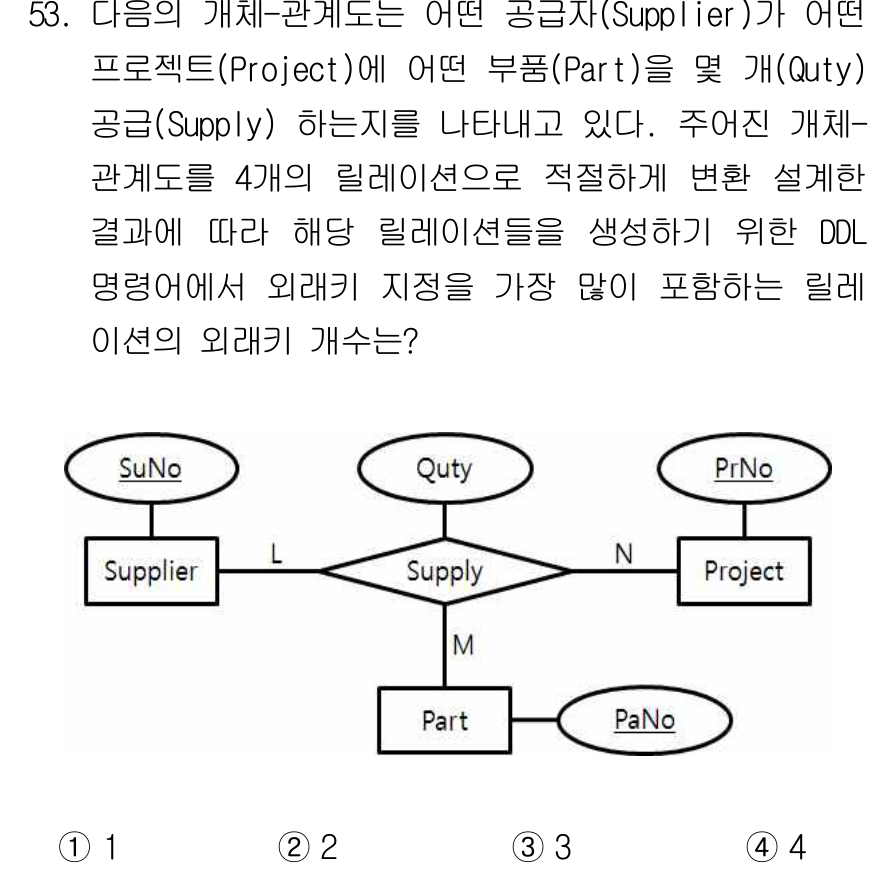 53. 다음의 개체-관계도는 어떤 공급자(Supplier)가 어떤
프로젝트(Project)에 어떤 부품(Part)을 몇 개(Quty)
공급(Supply) 하는지를 나타내고 있다. 주어진 개체-
관계도를 4개의 릴레이션으로 적절하게 변환 설계한
결과에 따라 해당 릴레이션들을 생성하기 위한 DDL
명령어에서 외래키 지정을 가장 많이 포함하는 릴레
이션의 외래키 개수는?
SuNo Quty PrNo
Supplier L Supply N Project
M
Part PaNo
① 1 ② 2 ③ 3 ④ 4